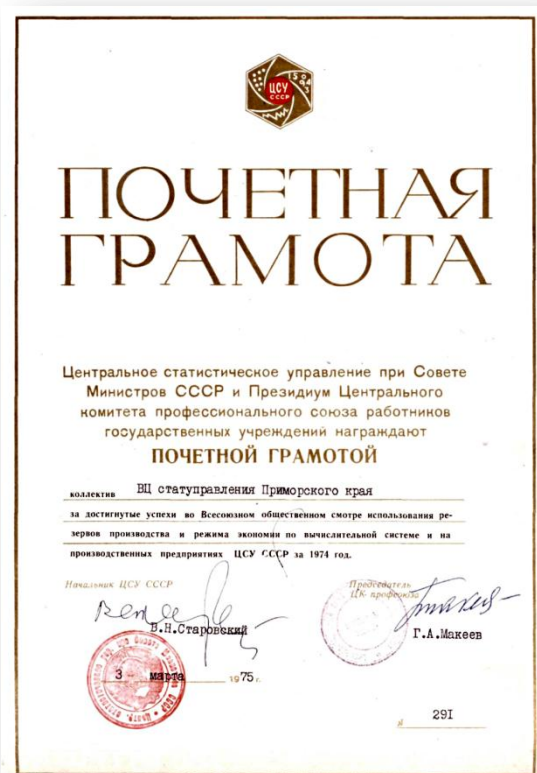 ЦСУ
СССР
ПОЧЕТНАЯ
ГРАМОТА
Центральное статистическое управление при Совете
Министров СССР и Президиум Центрального
комитета профессионального союза работников
государственных учреждений награждают
ПОЧЕТНОЙ ГРАМОТОЙ
коллектив ВЦ статуправления Приморского края
за достигнутые успехи во Всесоюзном общественном смотре использования ре-
зервов производства и режима экономии по вычислительной системе и на
производственных предприятиях ЦСУ СССР за 1974 год.
Начальник ЦСУ СССР
Председатель
ЦК профсоюза
В.Н.Старовский
Г.А.Макеев
3 марта 1975 г.
№ 291